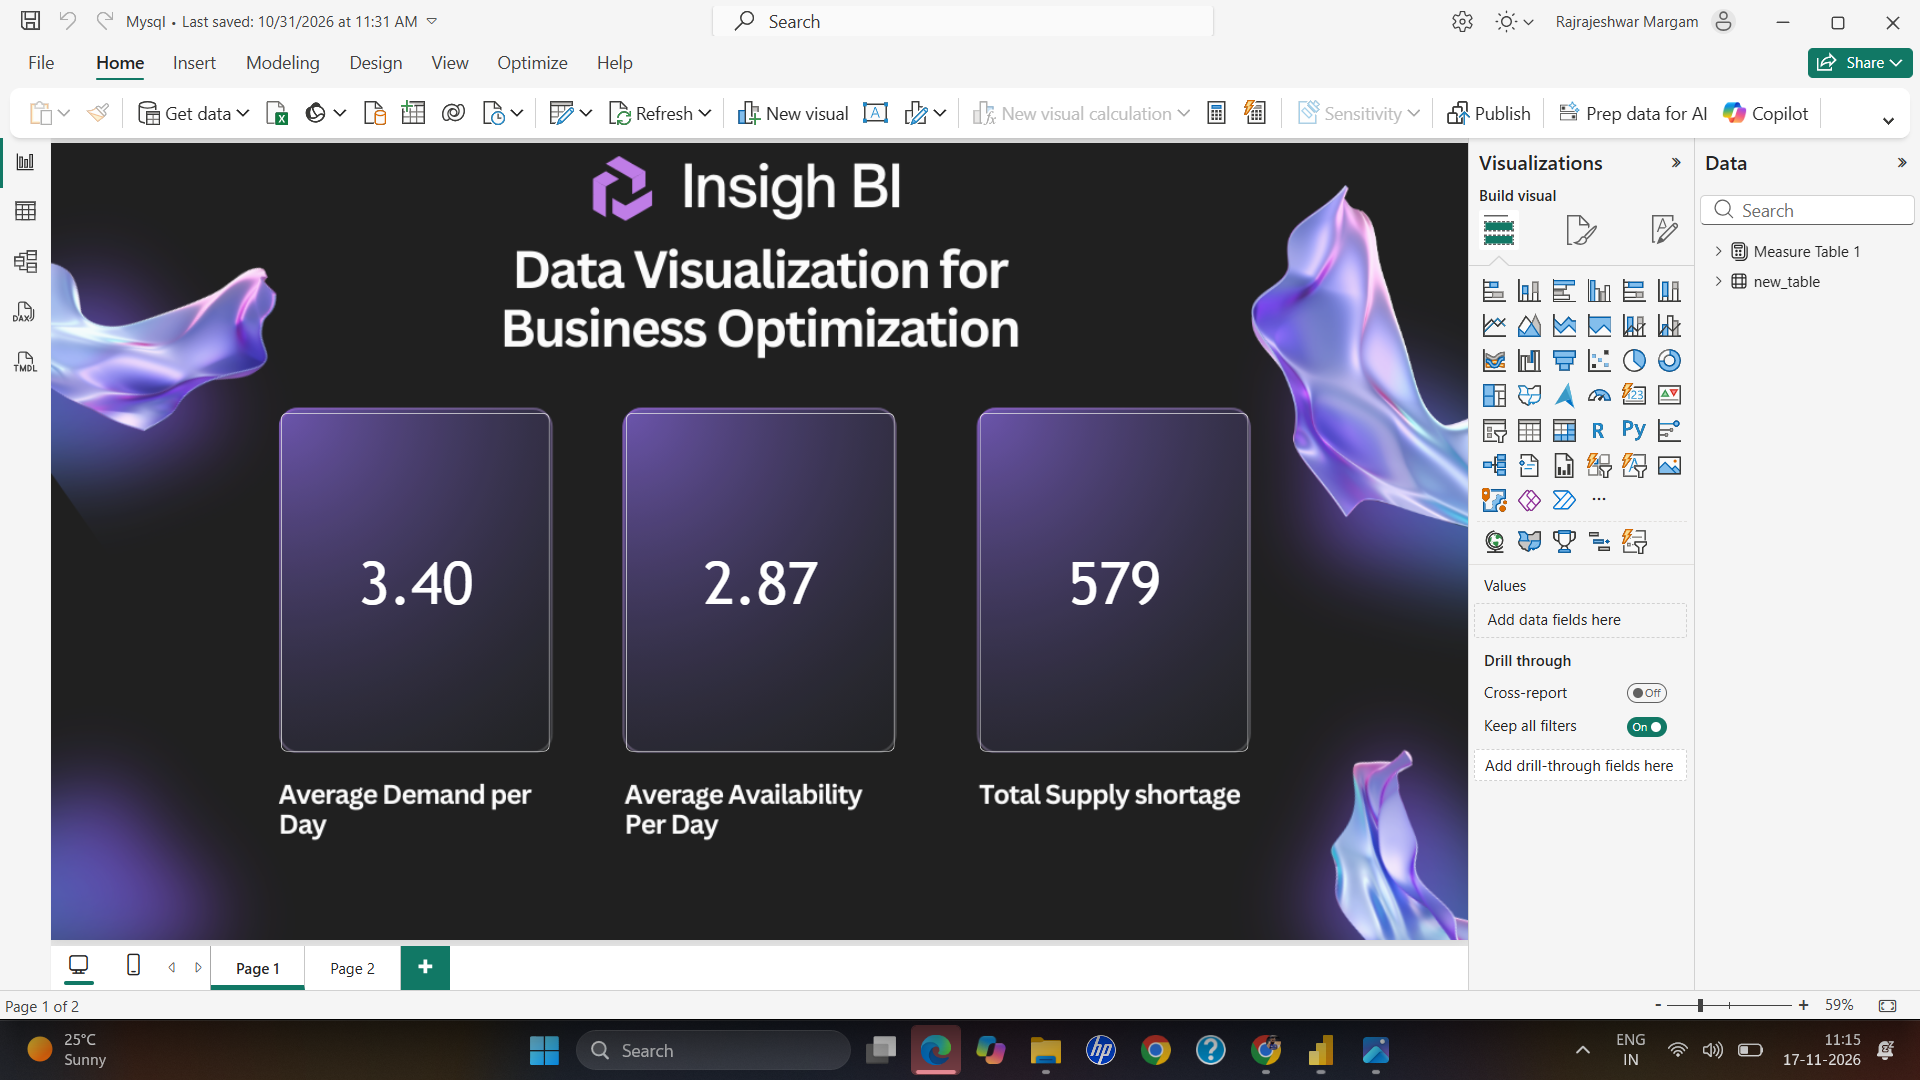 Mysql • Last saved: 10/31/2026 at 11:31 AM
Search
Rajrajeshwar Margam
File
Home
Insert
Modeling
Design
View
Optimize
Help
Share
Get data
Refresh
New visual
New visual calculation
Sensitivity
Publish
Prep data for AI
Copilot
DAX
TMDL
Insigh BI
Data Visualization for
Business Optimization
3.40
2.87
579
Average Demand per
Day
Average Availability
Per Day
Total Supply shortage
Visualizations
Build visual
123
R
Py
Values
Add data fields here
Drill through
Cross-report
Off
Keep all filters
On
Add drill-through fields here
Data
Search
Measure Table 1
new_table
Page 1
Page 2
Page 1 of 2
59%
25°C
Sunny
Search
hp
ENG
IN
11:15
17-11-2026